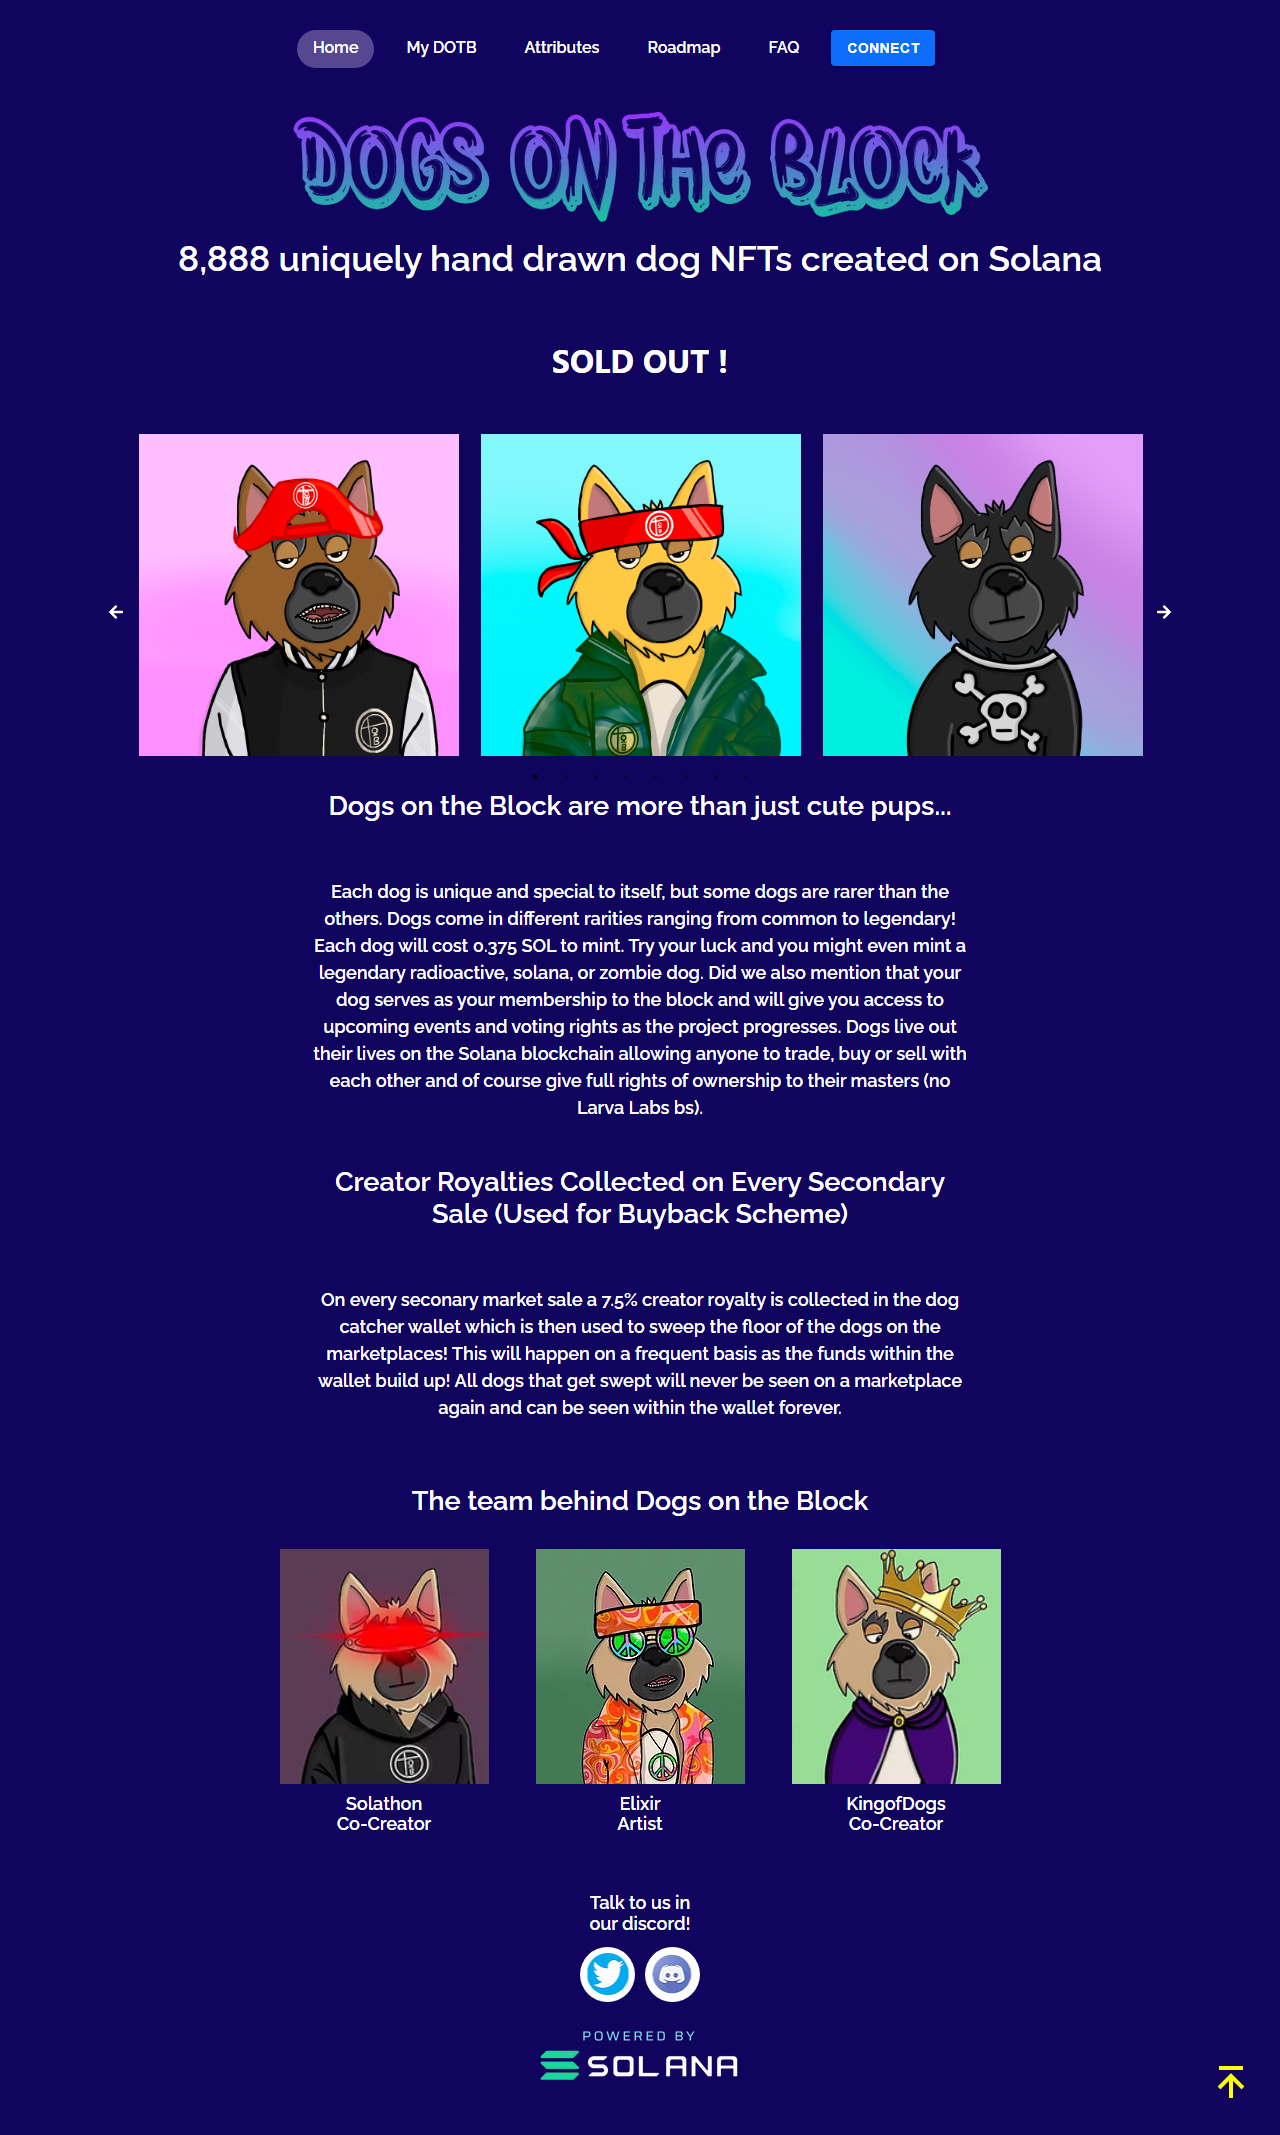 Home
My DOTB
Attributes
Roadmap
FAQ
CONNECT
DOGS ON THE BLOCK
8,888 uniquely hand drawn dog NFTs created on Solana
SOLD OUT !
Dogs on the Block are more than just cute pups...
Each dog is unique and special to itself, but some dogs are rarer than the
others. Dogs come in different rarities ranging from common to legendary!
Each dog will cost 0.375 SOL to mint. Try your luck and you might even mint a
legendary radioactive, solana, or zombie dog. Did we also mention that your
dog serves as your membership to the block and will give you access to
upcoming events and voting rights as the project progresses. Dogs live out
their lives on the Solana blockchain allowing anyone to trade, buy or sell with
each other and of course give full rights of ownership to their masters (no
Larva Labs bs).
Creator Royalties Collected on Every Secondary
Sale (Used for Buyback Scheme)
On every seconary market sale a 7.5% creator royalty is collected in the dog
catcher wallet which is then used to sweep the floor of the dogs on the
marketplaces! This will happen on a frequent basis as the funds within the
wallet build up! All dogs that get swept will never be seen on a marketplace
again and can be seen within the wallet forever.
The team behind Dogs on the Block
Solathon
Co-Creator
Elixir
Artist
KingofDogs
Co-Creator
Talk to us in
our discord!
POWERED BY
SOLANA